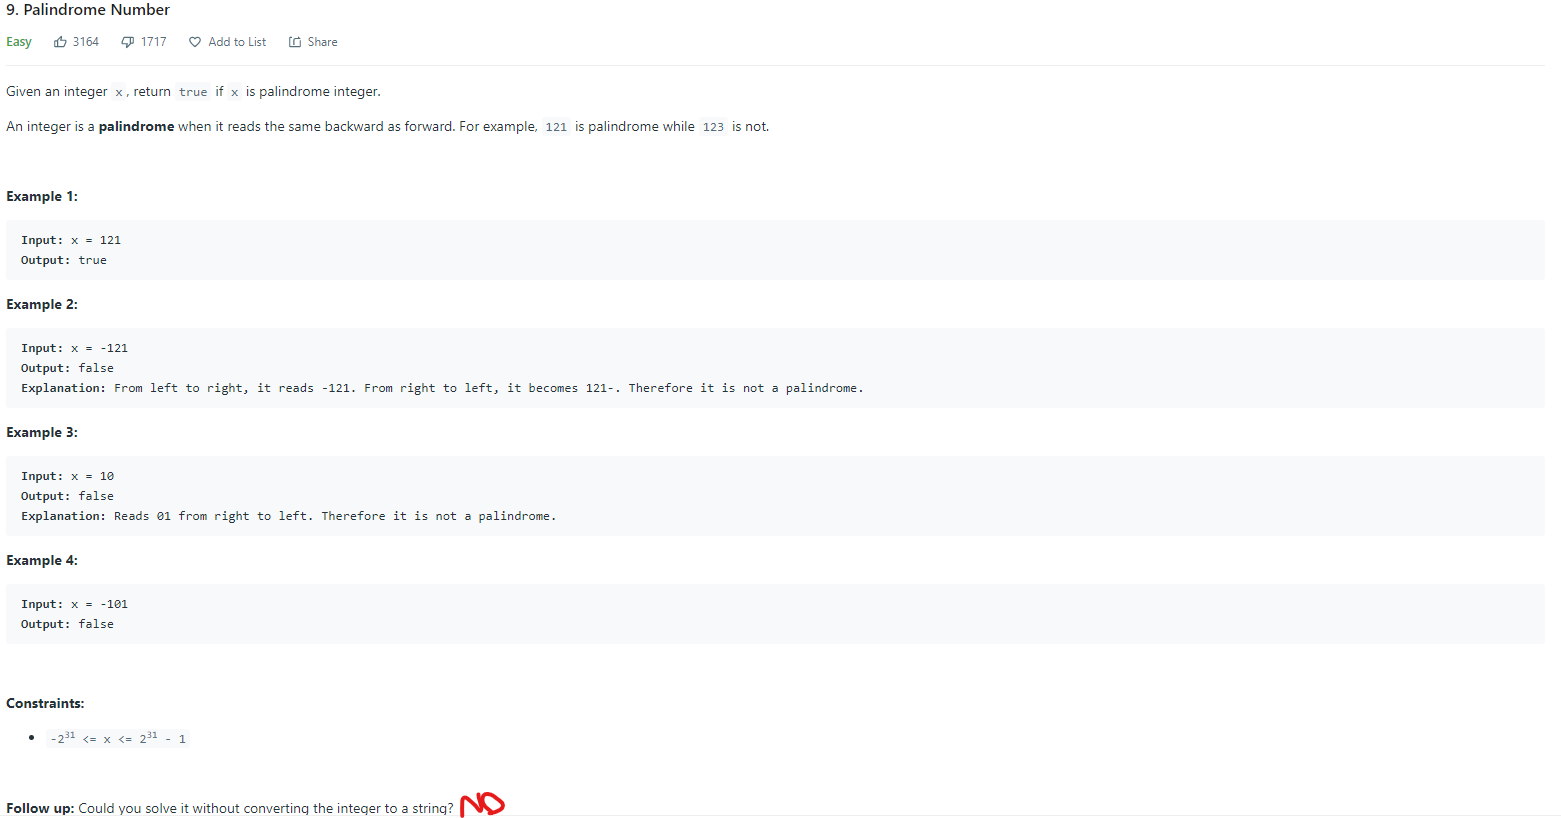 9. Palindrome Number
Easy 3164 1717 Add to List Share
Given an integer x, return true if x is palindrome integer.
An integer is a palindrome when it reads the same backward as forward. For example, 121 is palindrome while 123 is not.
Example 1:
Input: x = 121
Output: true
Example 2:
Input: x = -121
Output: false
Explanation: From left to right, it reads -121. From right to left, it becomes 121-. Therefore it is not a palindrome.
Example 3:
Input: x = 10
Output: false
Explanation: Reads 01 from right to left. Therefore it is not a palindrome.
Example 4:
Input: x = -101
Output: false
Constraints:
• -2³¹ <= x <= 2³¹ - 1
Follow up: Could you solve it without converting the integer to a string? NO